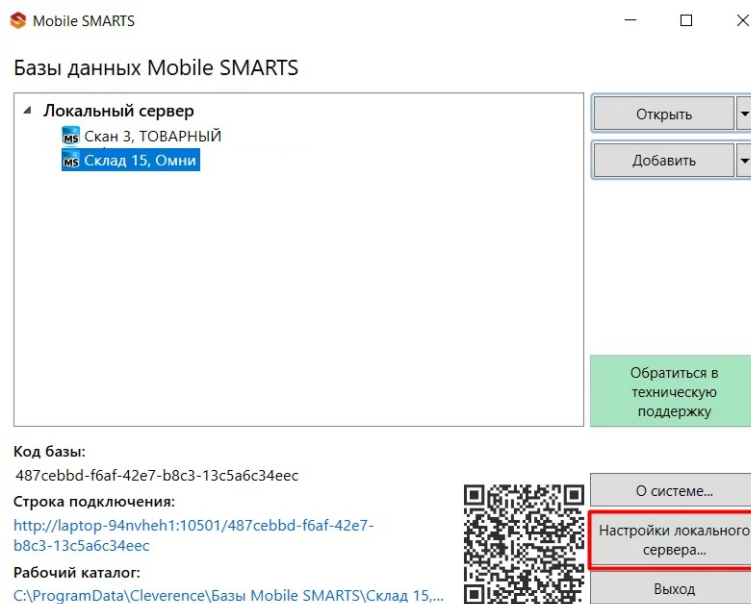 Mobile SMARTS
Базы данных Mobile SMARTS
Локальный сервер
MS Скан 3, ТОВАРНЫЙ
MS Склад 15, Омни
Открыть
Добавить
Обратиться в
техническую
поддержку
Код базы:
487cebbd-f6af-42e7-b8c3-13c5a6c34eec
Строка подключения:
http://laptop-94nvheh1:10501/487cebbd-f6af-42e7-
b8c3-13c5a6c34eec
Рабочий каталог:
C:\ProgramData\Cleverence\Базы Mobile SMARTS\Склад 15,...
О системе...
Настройки локального
сервера...
Выход